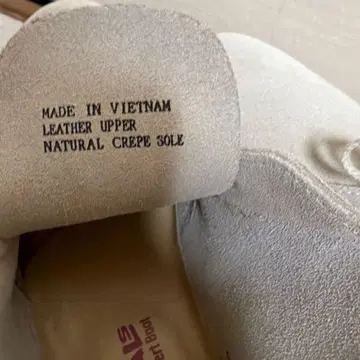 MADE IN VIETNAM
LEATHER UPPER
NATURAL CREPE SOLE